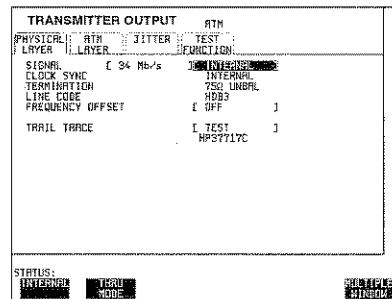 TRANSMITTER OUTPUT ATM
PHYSICAL ATM JITTER TEST
LAYER LAYER FUNCTION
SIGNAL [ 34 Mb/s ] [ INTERNAL
CLOCK SYNC INTERNAL
TERMINATION 75Ω UNBAL
LINE CODE HDB3
FREQUENCY OFFSET [ OFF ]
TRAIL TRACE [ TEST ]
HP37717C
STATUS:
INTERNAL THRU MULTIPLE
MODE WINDOW